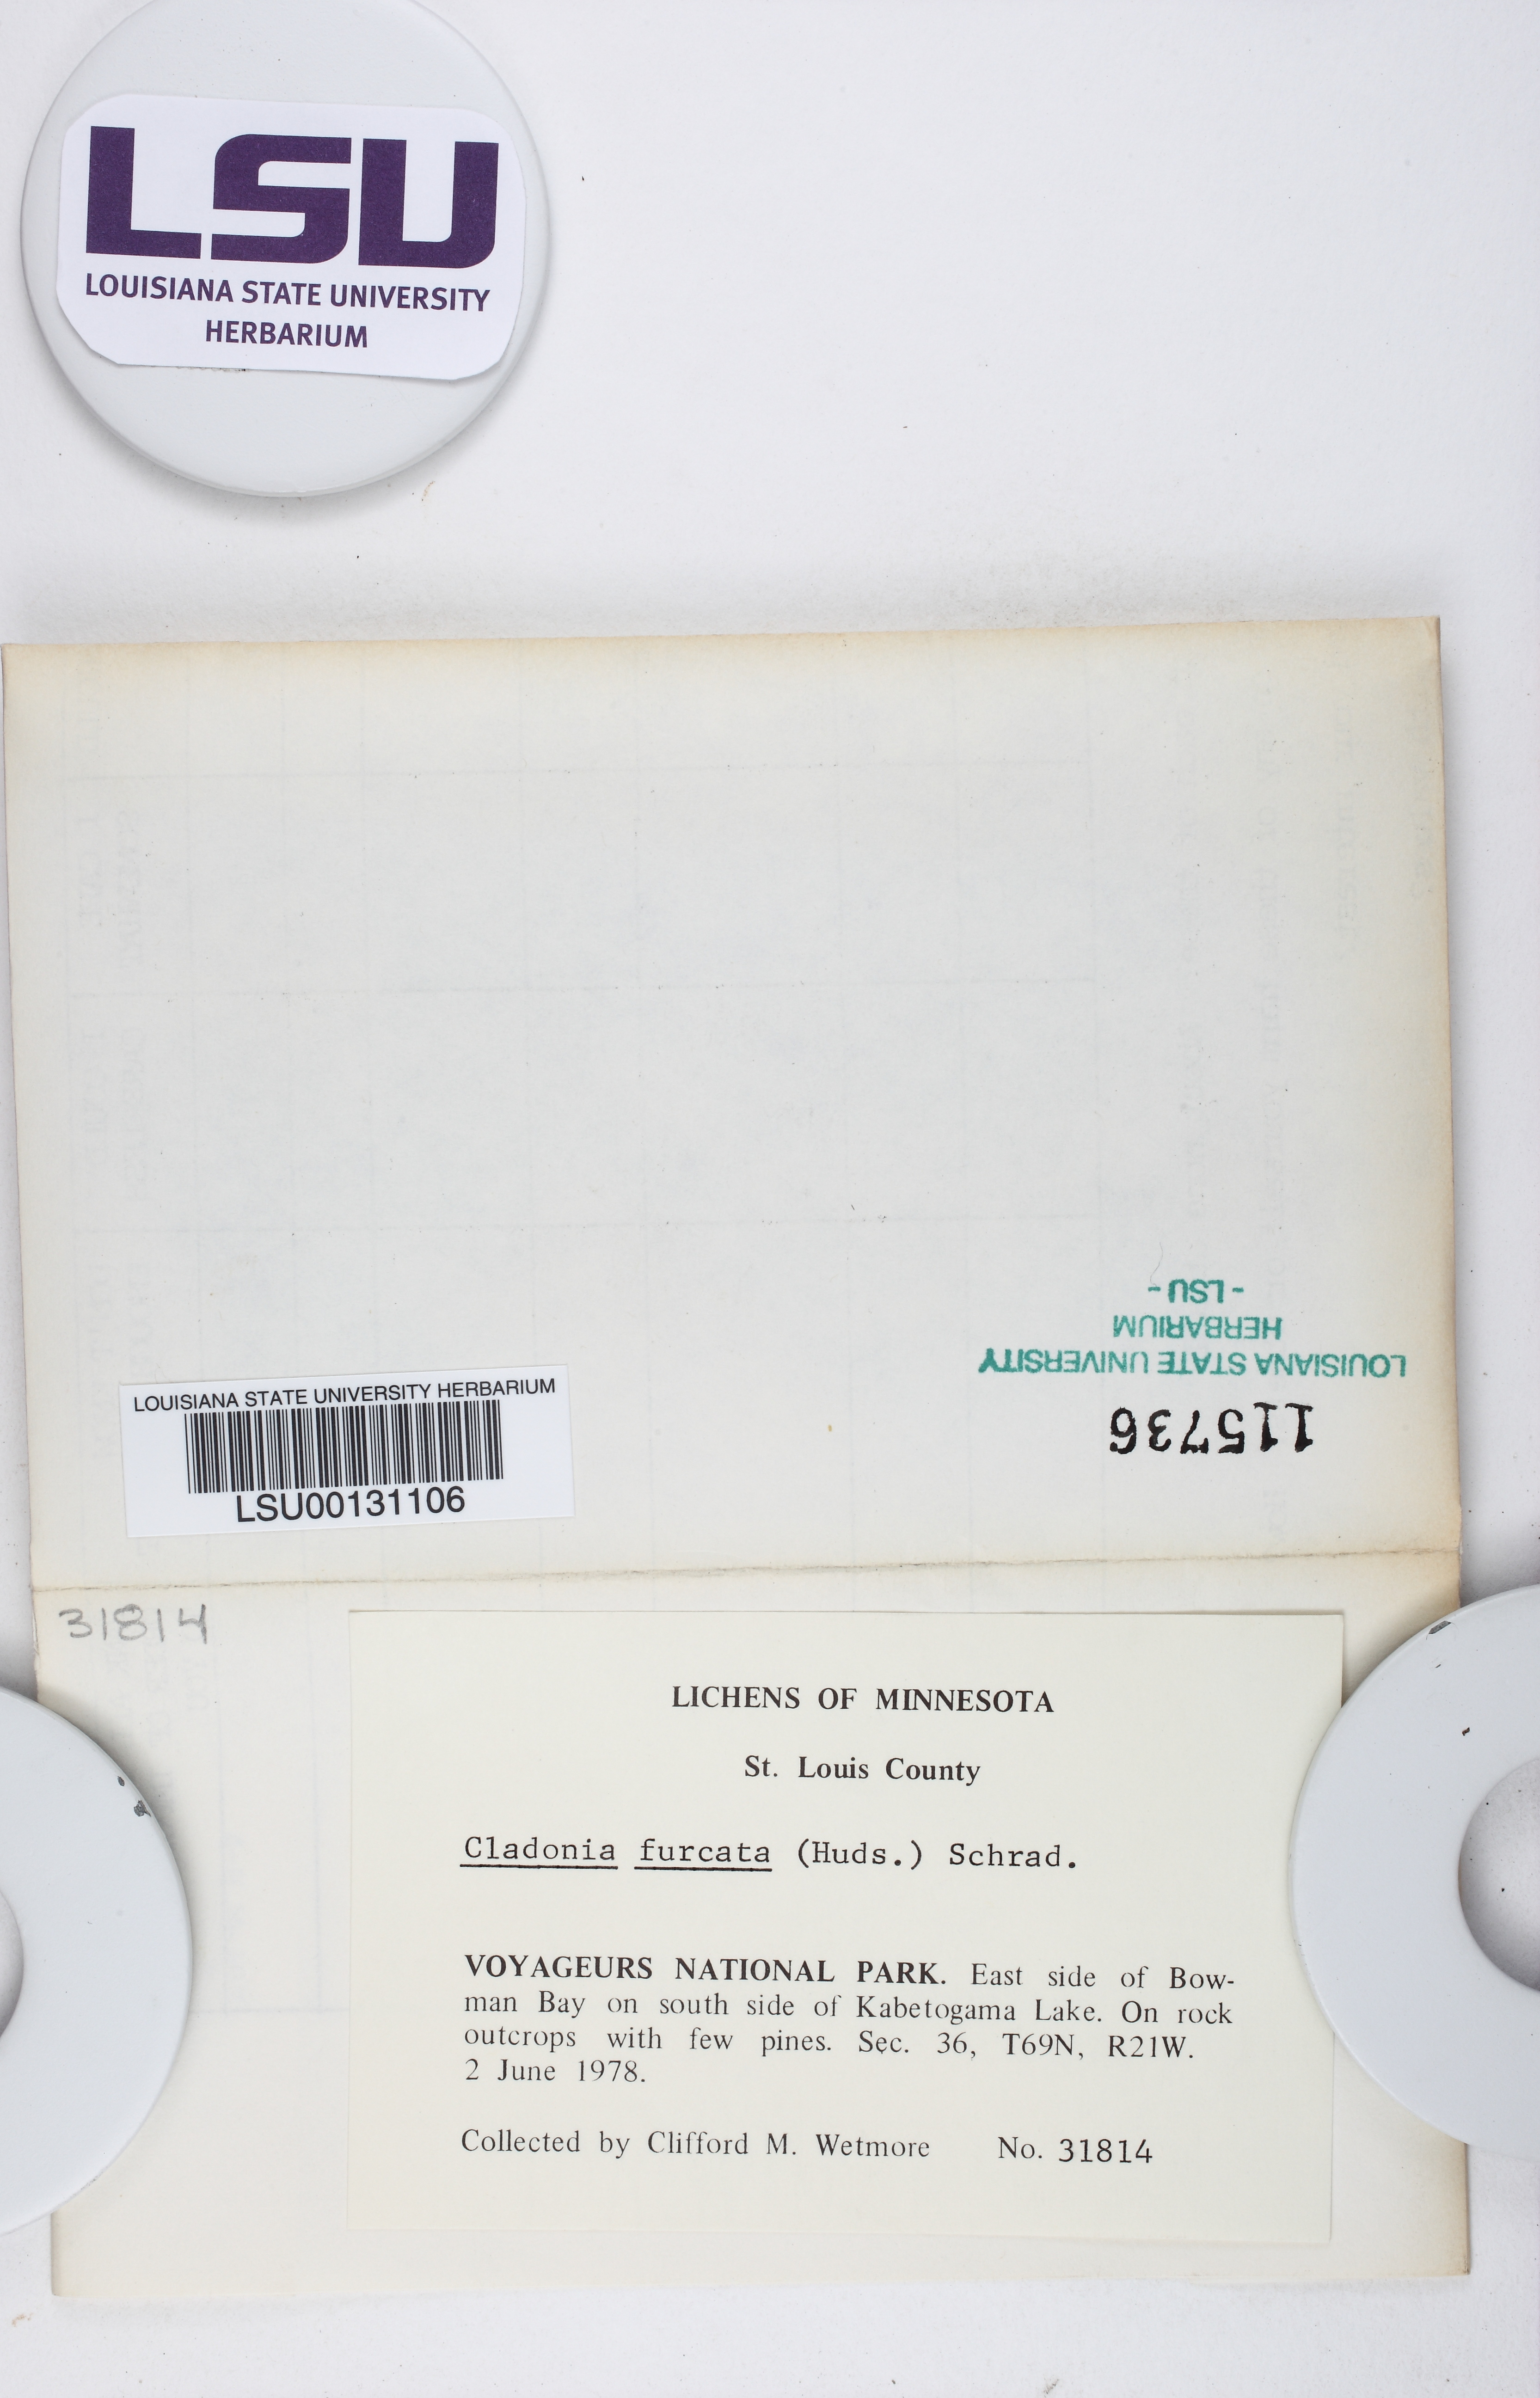 LSU
LOUISIANA STATE UNIVERSITY
HERBARIUM
LOUISIANA STATE UNIVERSITY
HERBARIUM
- LSU -
115736
LOUISIANA STATE UNIVERSITY HERBARIUM
LSU00131106
31814
LICHENS OF MINNESOTA
St. Louis County
Cladonia furcata (Huds.) Schrad.
VOYAGEURS NATIONAL PARK. East side of Bow-
man Bay on south side of Kabetogama Lake. On rock
outcrops with few pines. Sec. 36, T69N, R21W.
2 June 1978.
Collected by Clifford M. Wetmore No. 31814